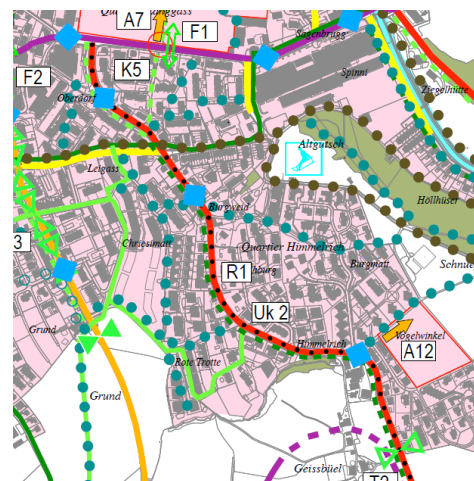 A7
F1
Sagenbrugg
K5
Spinni
Ziegelhütte
F2
Oberdorf
Altgutsch
Leigass
Höllhüser
Burgweid
3
Chriesimatt
Quartier Himmelrich
Burgmatt
R1
Uk 2
Vogelwinkel
Grund
Himmelrich
A12
Rote Trotte
Grund
Geissbüel